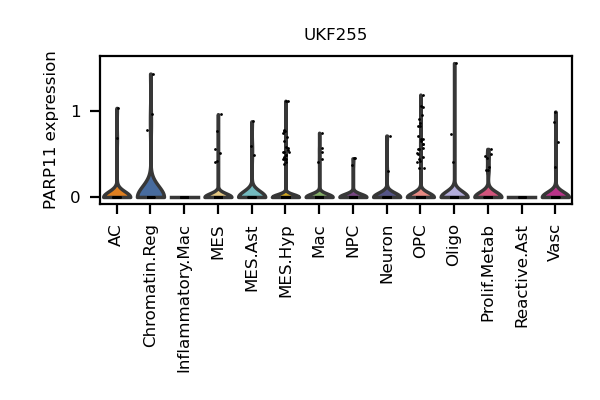 UKF255
PARP11 expression
1
0
AC
Chromatin.Reg
Inflammatory.Mac
MES
MES.Ast
MES.Hyp
Mac
NPC
Neuron
OPC
Oligo
Prolif.Metab
Reactive.Ast
Vasc